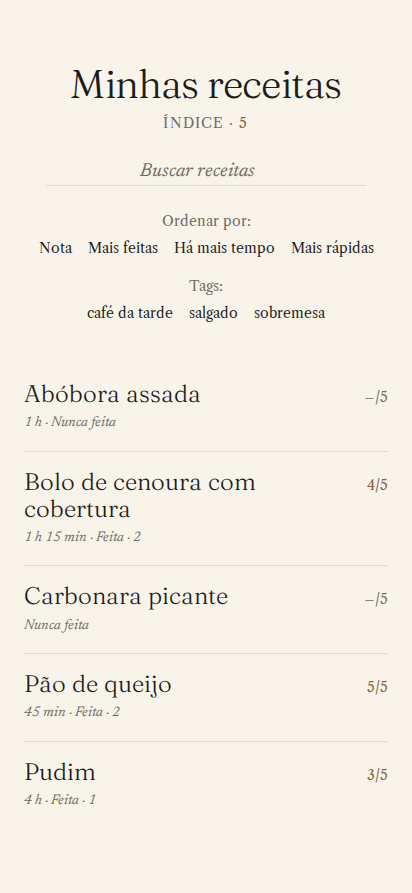 Minhas receitas
ÍNDICE · 5
Buscar receitas
Ordenar por:
Nota Mais feitas Há mais tempo Mais rápidas
Tags:
café da tarde salgado sobremesa
Abóbora assada –/5
1 h · Nunca feita
Bolo de cenoura com 4/5
cobertura
1 h 15 min · Feita · 2
Carbonara picante –/5
Nunca feita
Pão de queijo 5/5
45 min · Feita · 2
Pudim 3/5
4 h · Feita · 1